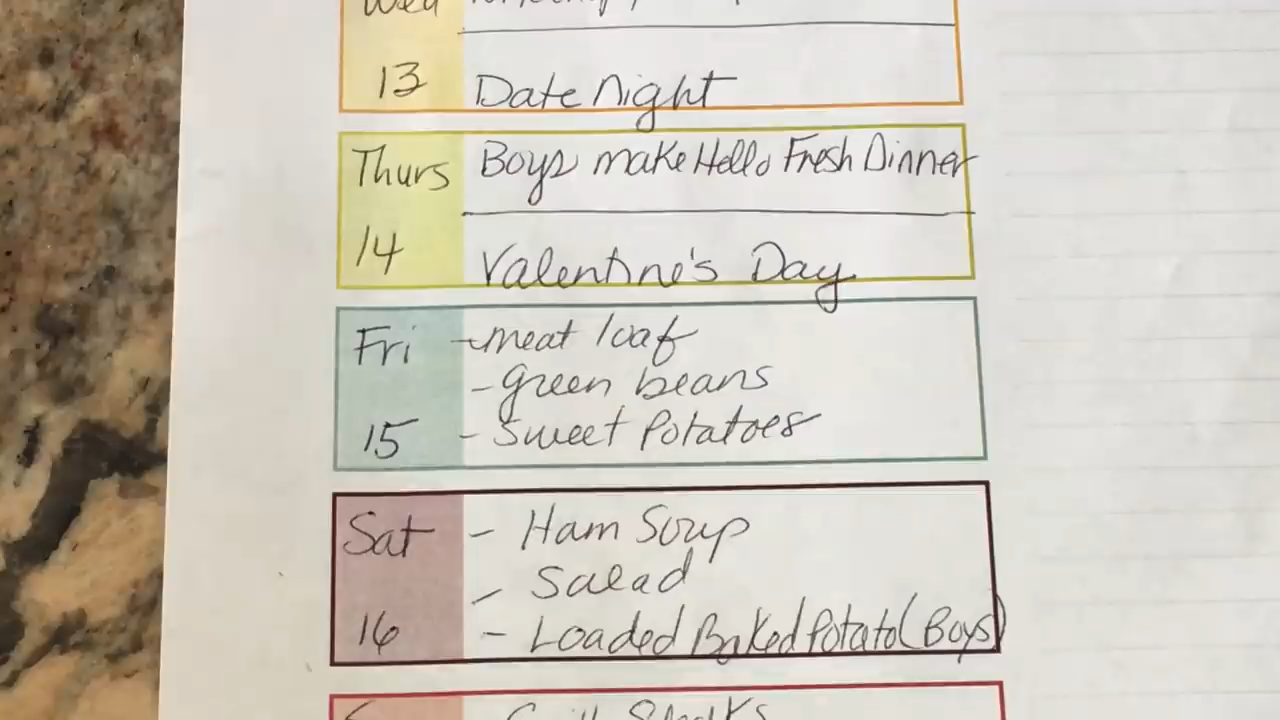 Wed
13 Date Night
Thurs Boys make Hello Fresh Dinner
14 Valentine's Day
Fri - meat loaf
- green beans
15 - Sweet Potatoes
Sat - Ham Soup
- Salad
16 - Loaded Baked Potato (Boys)